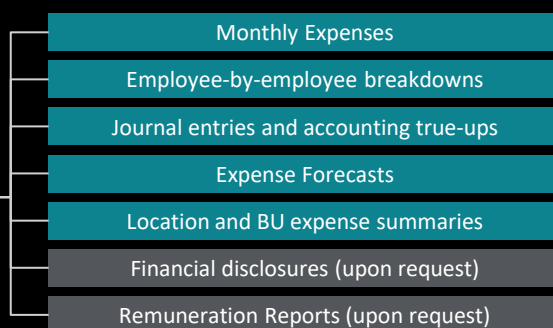 Monthly Expenses
Employee-by-employee breakdowns
Journal entries and accounting true-ups
Expense Forecasts
Location and BU expense summaries
Financial disclosures (upon request)
Remuneration Reports (upon request)